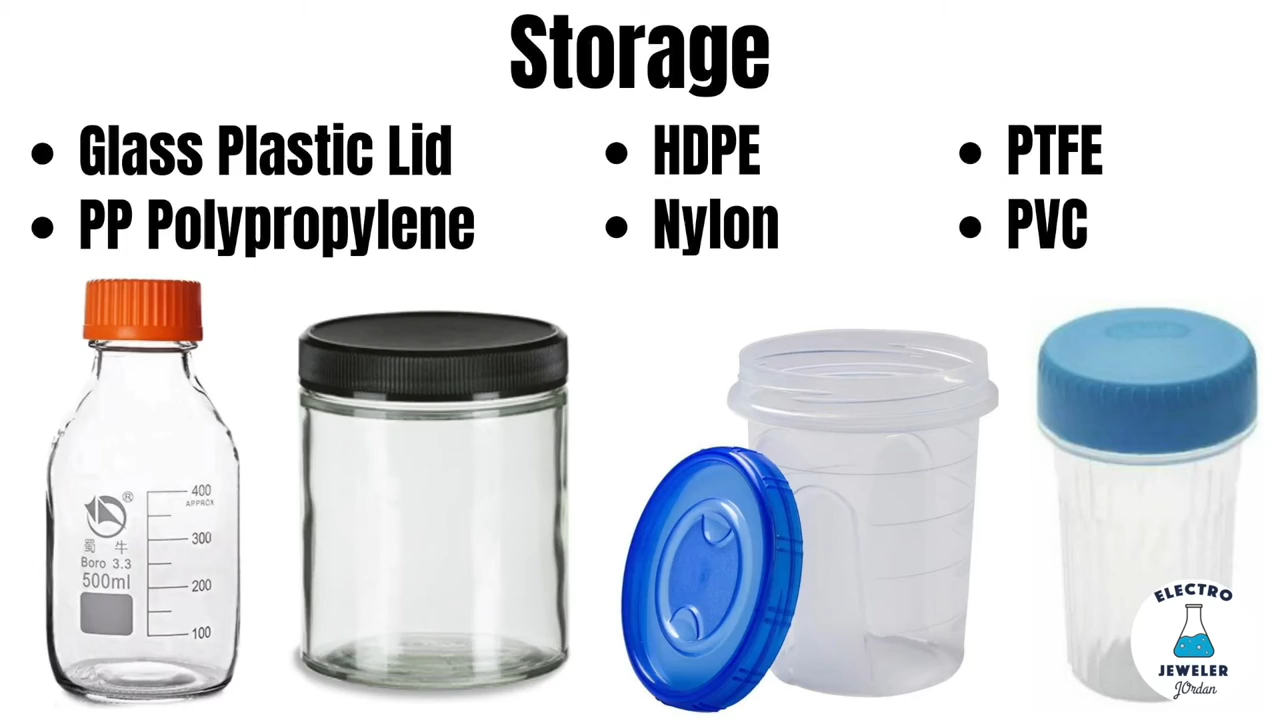 Storage
• Glass Plastic Lid
• PP Polypropylene
• HDPE
• Nylon
• PTFE
• PVC
®
蜀 牛
Boro 3.3
500ml
400
APPROX
300
200
100
ELECTRO
JEWELER
JOrdan